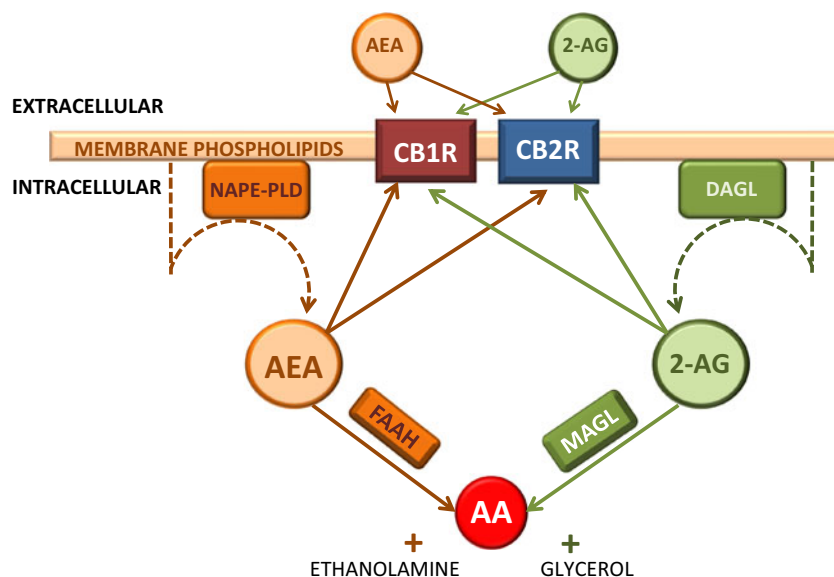 AEA
2-AG
EXTRACELLULAR
MEMBRANE PHOSPHOLIPIDS
CB1R
CB2R
INTRACELLULAR
NAPE-PLD
DAGL
AEA
2-AG
FAAH
MAGL
AA
+
+
ETHANOLAMINE
GLYCEROL